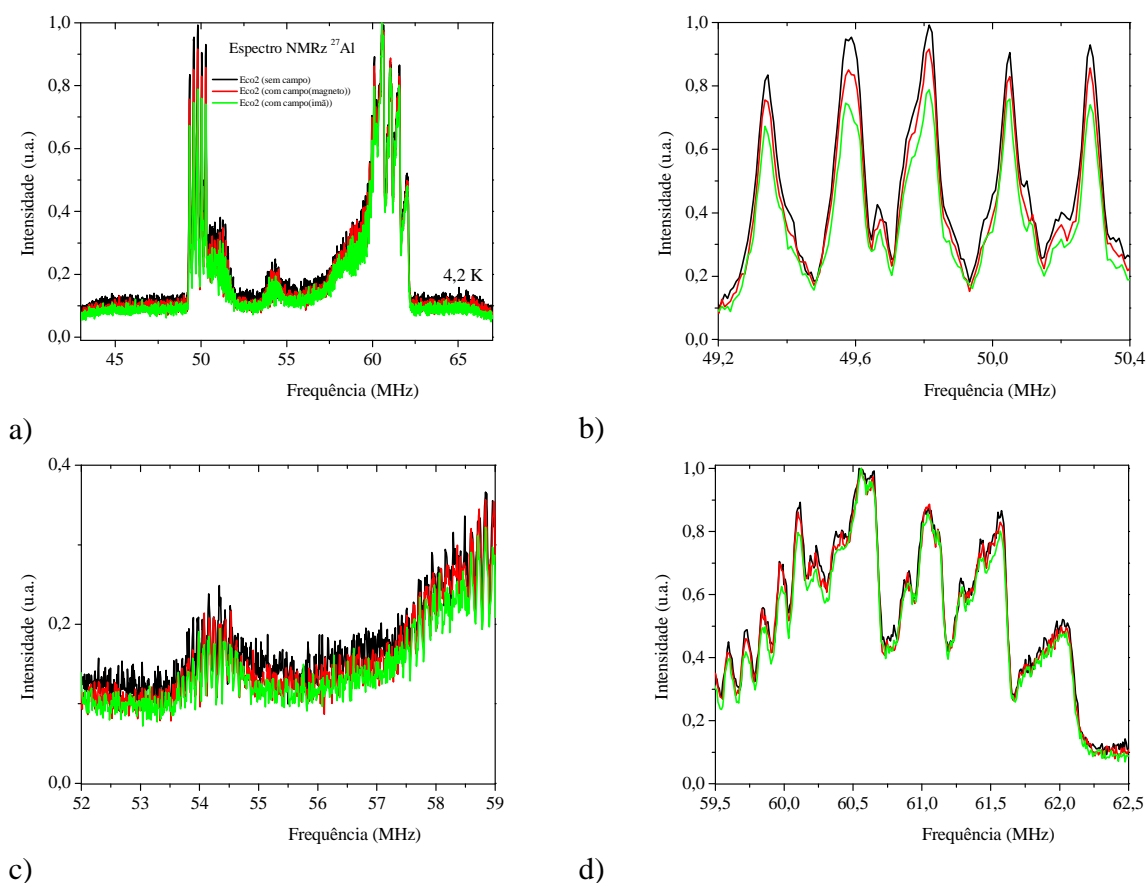 1,0
0,8
0,6
0,4
0,2
0,0
Intensidade (u.a.)
Espectro NMRz ²⁷Al
Eco2 (sem campo)
Eco2 (com campo(magneto))
Eco2 (com campo(imã))
4,2 K
45 50 55 60 65
Frequência (MHz)
a)
1,0
0,8
0,6
0,4
0,2
0,0
Intensidade (u.a.)
49,2 49,6 50,0 50,4
Frequência (MHz)
b)
0,4
0,2
0,0
Intensidade (u.a.)
52 53 54 55 56 57 58 59
Frequência (MHz)
c)
1,0
0,8
0,6
0,4
0,2
0,0
Intensidade (u.a.)
59,5 60,0 60,5 61,0 61,5 62,0 62,5
Frequência (MHz)
d)